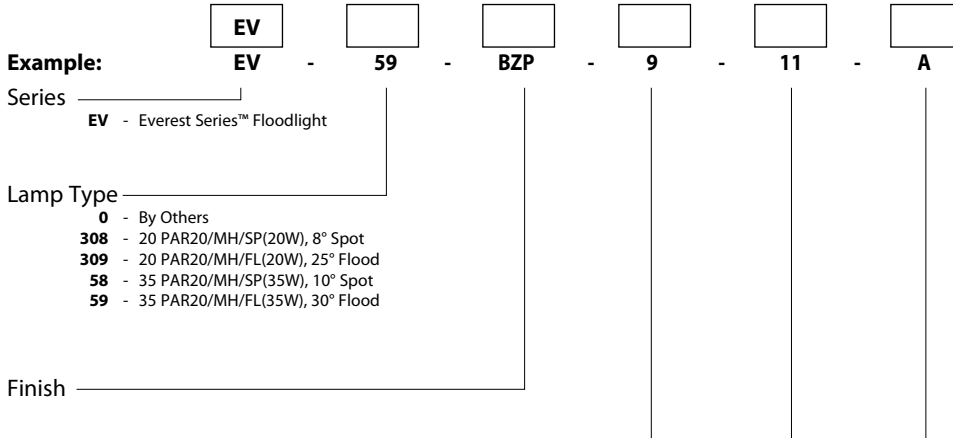 EV
Example: EV - 59 - BZP - 9 - 11 - A
Series
EV - Everest Series™ Floodlight
Lamp Type
0 - By Others
308 - 20 PAR20/MH/SP(20W), 8° Spot
309 - 20 PAR20/MH/FL(20W), 25° Flood
58 - 35 PAR20/MH/SP(35W), 10° Spot
59 - 35 PAR20/MH/FL(35W), 30° Flood
Finish